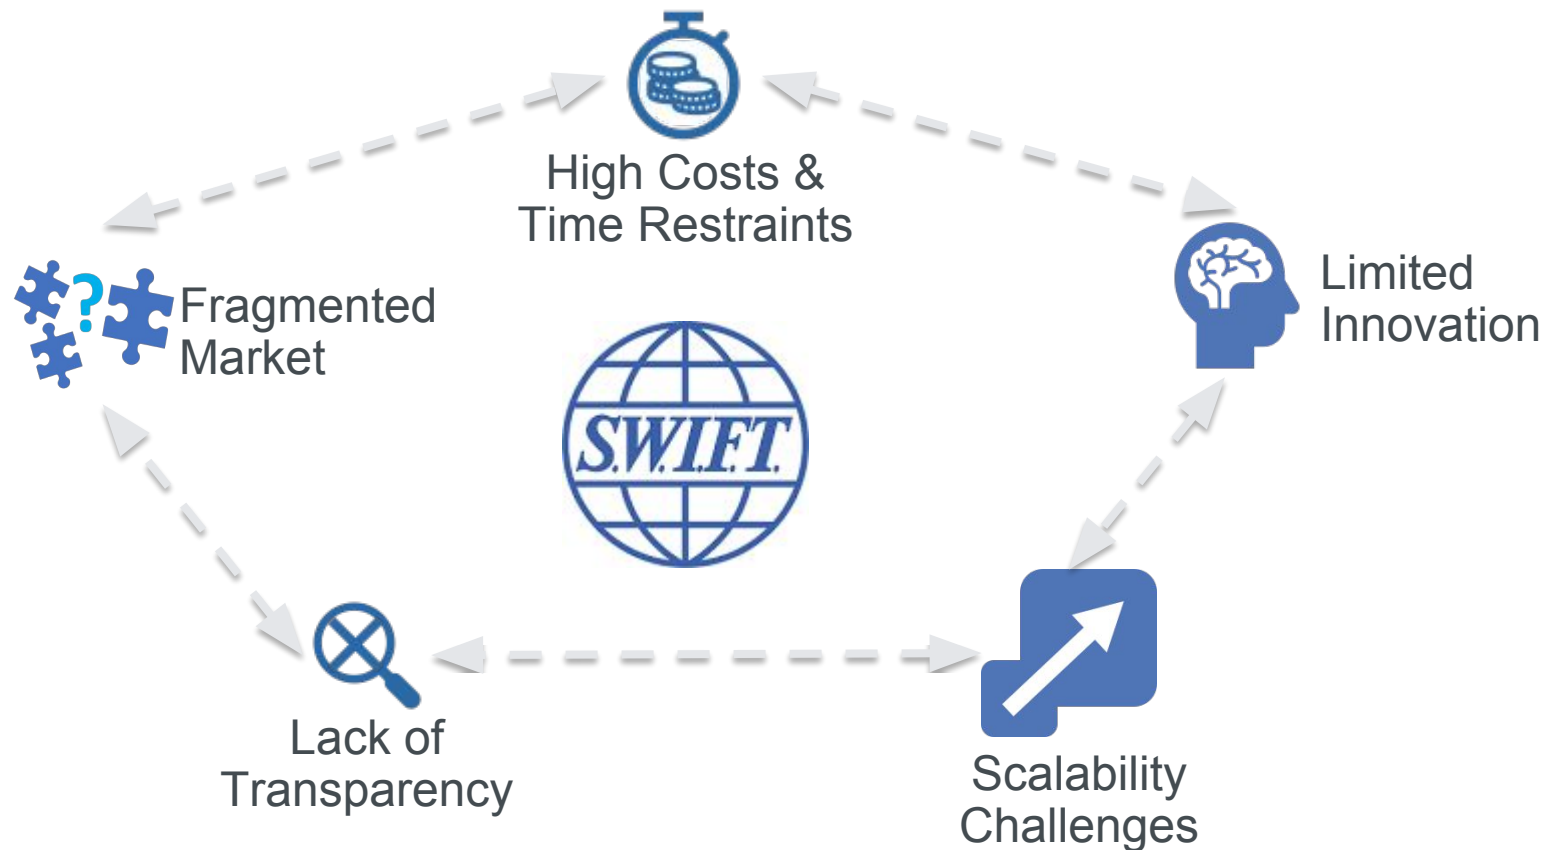 High Costs &
Time Restraints
Limited
Innovation
?
Fragmented
Market
S.W.I.F.T.
Lack of
Transparency
Scalability
Challenges